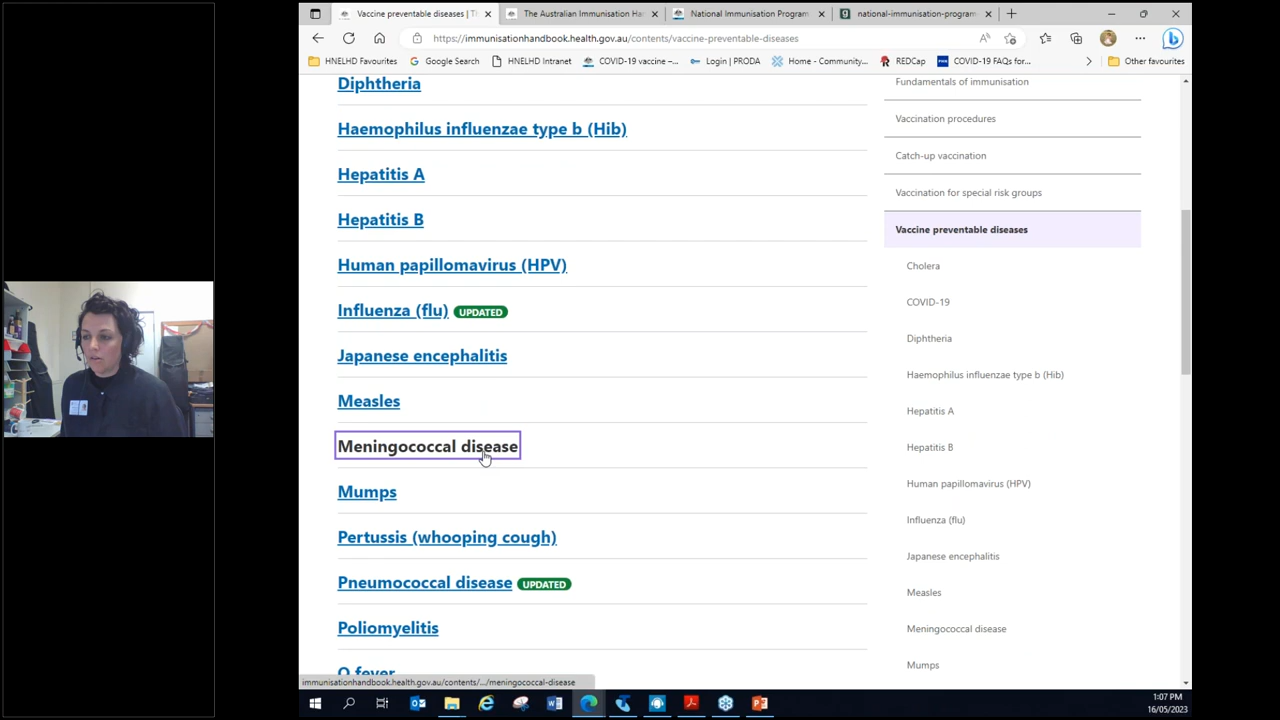 Vaccine preventable diseases | Th
The Australian Immunisation Han
National Immunisation Program
national-immunisation-program
https://immunisationhandbook.health.gov.au/contents/vaccine-preventable-diseases
HNELHD Favourites
Google Search
HNELHD Intranet
COVID-19 vaccine –...
Login | PRODA
Home - Community...
REDCap
COVID-19 FAQs for...
Other favourites
Diphtheria
Haemophilus influenzae type b (Hib)
Hepatitis A
Hepatitis B
Human papillomavirus (HPV)
Influenza (flu) UPDATED
Japanese encephalitis
Measles
Meningococcal disease
Mumps
Pertussis (whooping cough)
Pneumococcal disease UPDATED
Poliomyelitis
Q fever
Fundamentals of immunisation
Vaccination procedures
Catch-up vaccination
Vaccination for special risk groups
Vaccine preventable diseases
Cholera
COVID-19
Diphtheria
Haemophilus influenzae type b (Hib)
Hepatitis A
Hepatitis B
Human papillomavirus (HPV)
Influenza (flu)
Japanese encephalitis
Measles
Meningococcal disease
Mumps
immunisationhandbook.health.gov.au/contents/.../meningococcal-disease
1:07 PM
16/05/2023